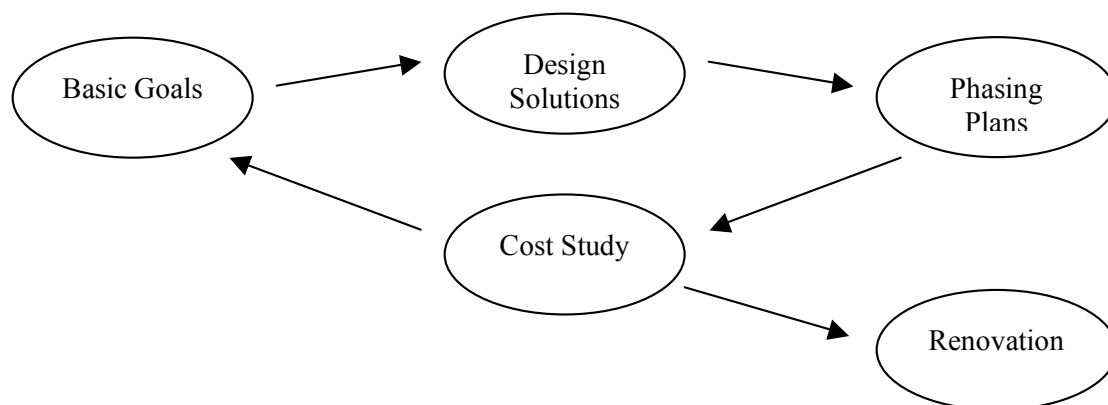 Basic Goals
Design
Solutions
Phasing
Plans
Cost Study
Renovation